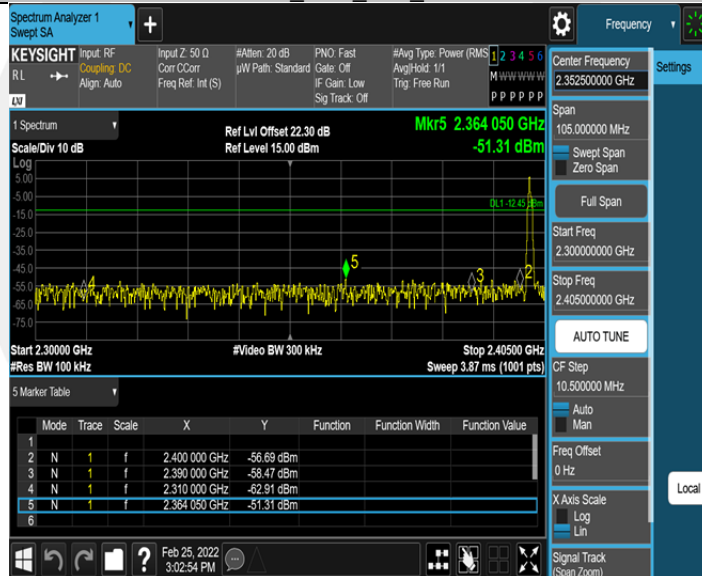 Spectrum Analyzer 1
Swept SA
Frequency
KEYSIGHT
RL
LXI
Input: RF
Coupling: DC
Align: Auto
Input Z: 50 Ω
Corr CCorr
Freq Ref: Int (S)
#Atten: 20 dB
µW Path: Standard
PNO: Fast
Gate: Off
IF Gain: Low
Sig Track: Off
#Avg Type: Power (RMS
Avg|Hold: 1/1
Trig: Free Run
1 2 3 4 5 6
M W W W W W
P P P P P P
Center Frequency
2.352500000 GHz
Settings
1 Spectrum
Scale/Div 10 dB
Ref Lvl Offset 22.30 dB
Ref Level 15.00 dBm
Mkr5 2.364 050 GHz
-51.31 dBm
Log
5.00
-5.00
-15.0
-25.0
-35.0
-45.0
-55.0
-65.0
-75.0
DL1 -12.45 dBm
4
5
3
2
Start 2.30000 GHz
#Res BW 100 kHz
#Video BW 300 kHz
Stop 2.40500 GHz
Sweep 3.87 ms (1001 pts)
Span
105.000000 MHz
Swept Span
Zero Span
Full Span
Start Freq
2.300000000 GHz
Stop Freq
2.405000000 GHz
AUTO TUNE
CF Step
10.500000 MHz
Auto
Man
Freq Offset
0 Hz
X Axis Scale
Log
Lin
Signal Track
(Span Zoom)
Local
5 Marker Table
Mode Trace Scale X Y Function Function Width Function Value
1
2 N 1 f 2.400 000 GHz -56.69 dBm
3 N 1 f 2.390 000 GHz -58.47 dBm
4 N 1 f 2.310 000 GHz -62.91 dBm
5 N 1 f 2.364 050 GHz -51.31 dBm
6
?
Feb 25, 2022
3:02:54 PM